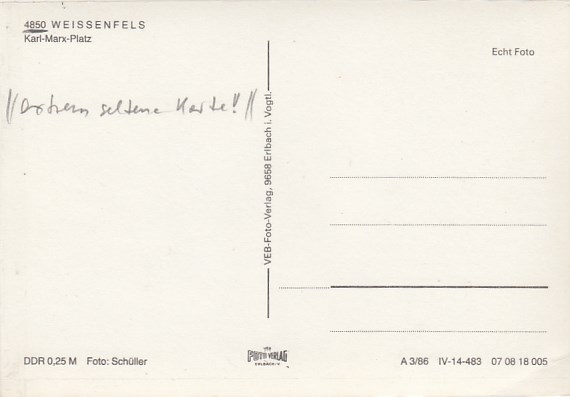 4850 WEISSENFELS
Karl-Marx-Platz
Echt Foto
//extrem seltene Karte!//
VEB-Foto-Verlag, 9658 Erlbach i. Vogtl.
DDR 0,25 M Foto: Schüller
FOTO VERLAG
ERLBACH
A 3/86 IV-14-483 07 08 18 005